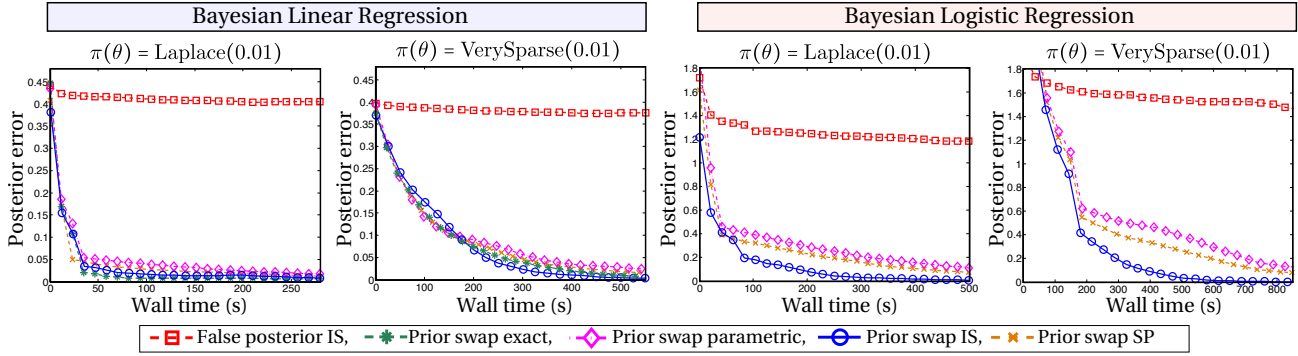 Bayesian Linear Regression
Bayesian Logistic Regression
π(θ) = Laplace(0.01)
π(θ) = VerySparse(0.01)
π(θ) = Laplace(0.01)
π(θ) = VerySparse(0.01)
Posterior error
0.45
0.4
0.35
0.3
0.25
0.2
0.15
0.1
0.05
0
0 50 100 150 200 250
Wall time (s)
Posterior error
0.45
0.4
0.35
0.3
0.25
0.2
0.15
0.1
0.05
0
0 100 200 300 400 500
Wall time (s)
Posterior error
1.8
1.6
1.4
1.2
1
0.8
0.6
0.4
0.2
0
0 100 200 300 400 500
Wall time (s)
Posterior error
1.8
1.6
1.4
1.2
1
0.8
0.6
0.4
0.2
0
100 200 300 400 500 600 700 800
Wall time (s)
False posterior IS, Prior swap exact, Prior swap parametric, Prior swap IS, Prior swap SP